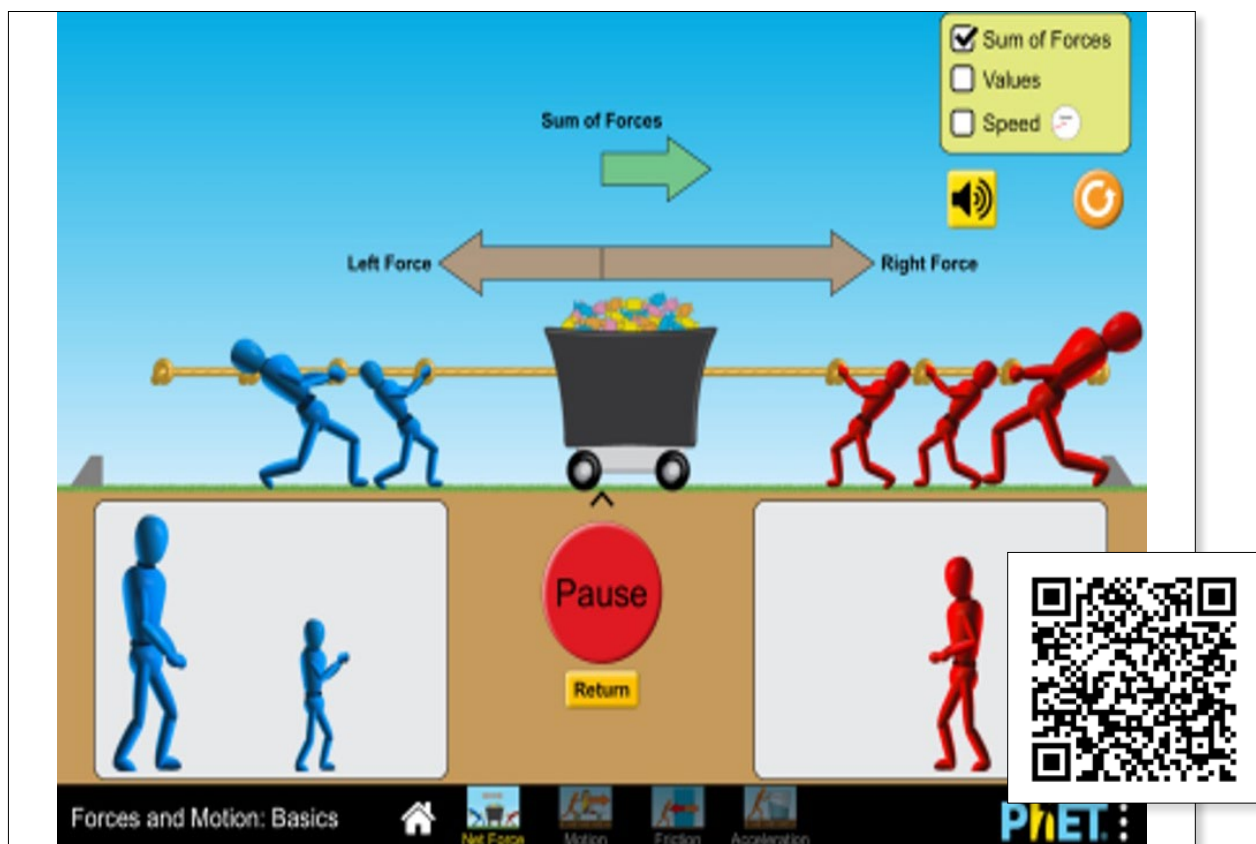 Sum of Forces
Values
Speed
Sum of Forces
Left Force
Right Force
Pause
Return
Forces and Motion: Basics
Net Force
Motion
Friction
Acceleration
PhET